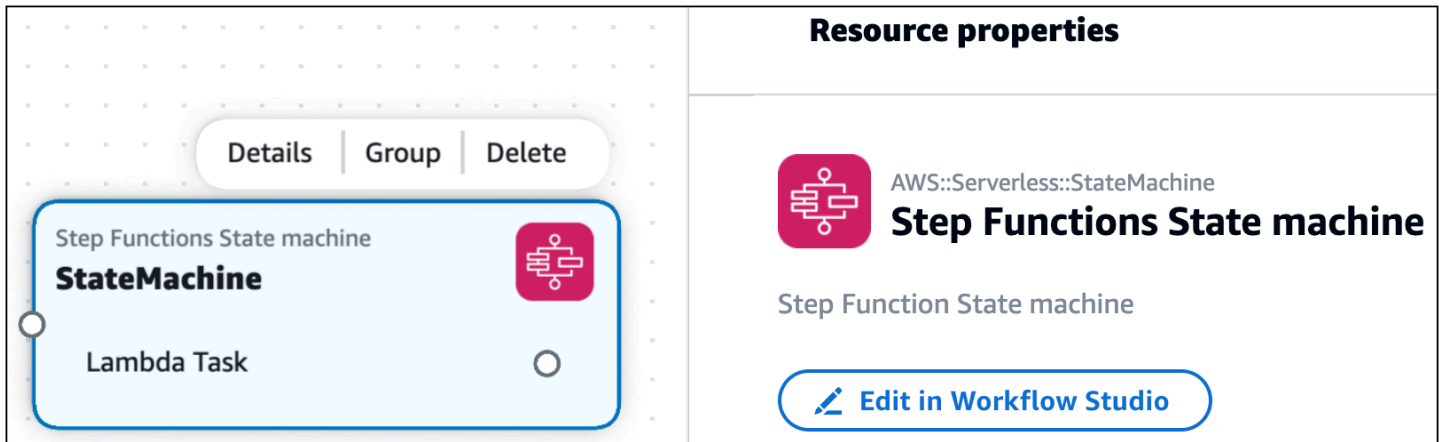 Resource properties
Details
Group
Delete
Step Functions State machine
StateMachine
Lambda Task
AWS::Serverless::StateMachine
Step Functions State machine
Step Function State machine
Edit in Workflow Studio